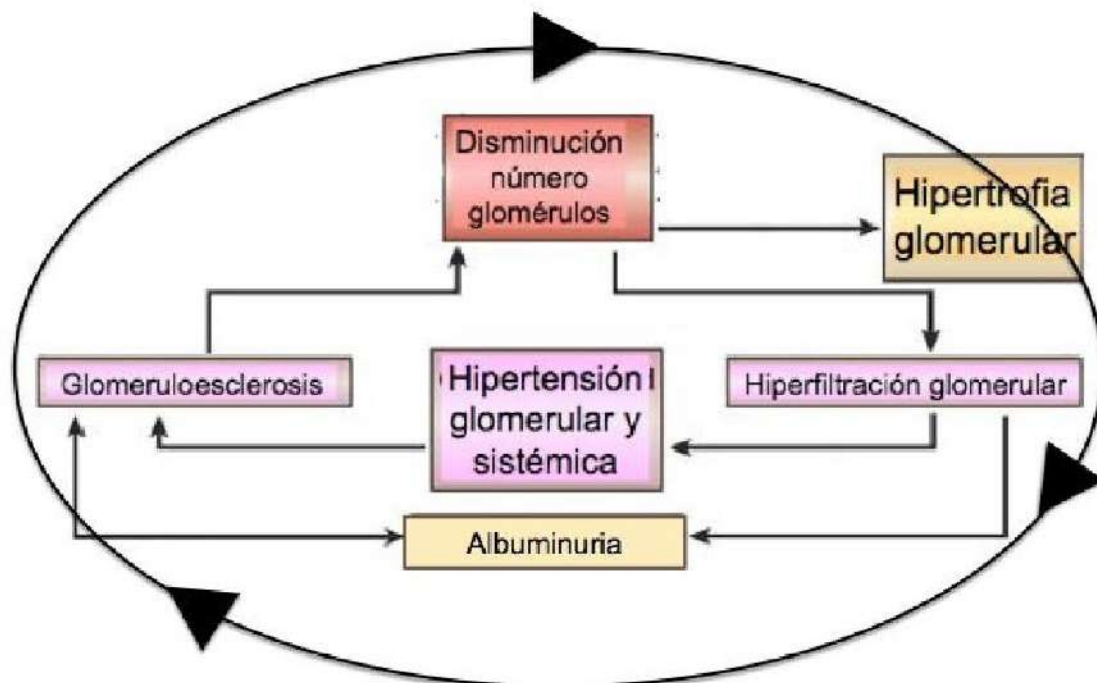 Disminución
número
glomérulos
Hipertrofia
glomerular
Glomeruloesclerosis
Hipertensión
glomerular y
sistémica
Hiperfiltración glomerular
Albuminuria